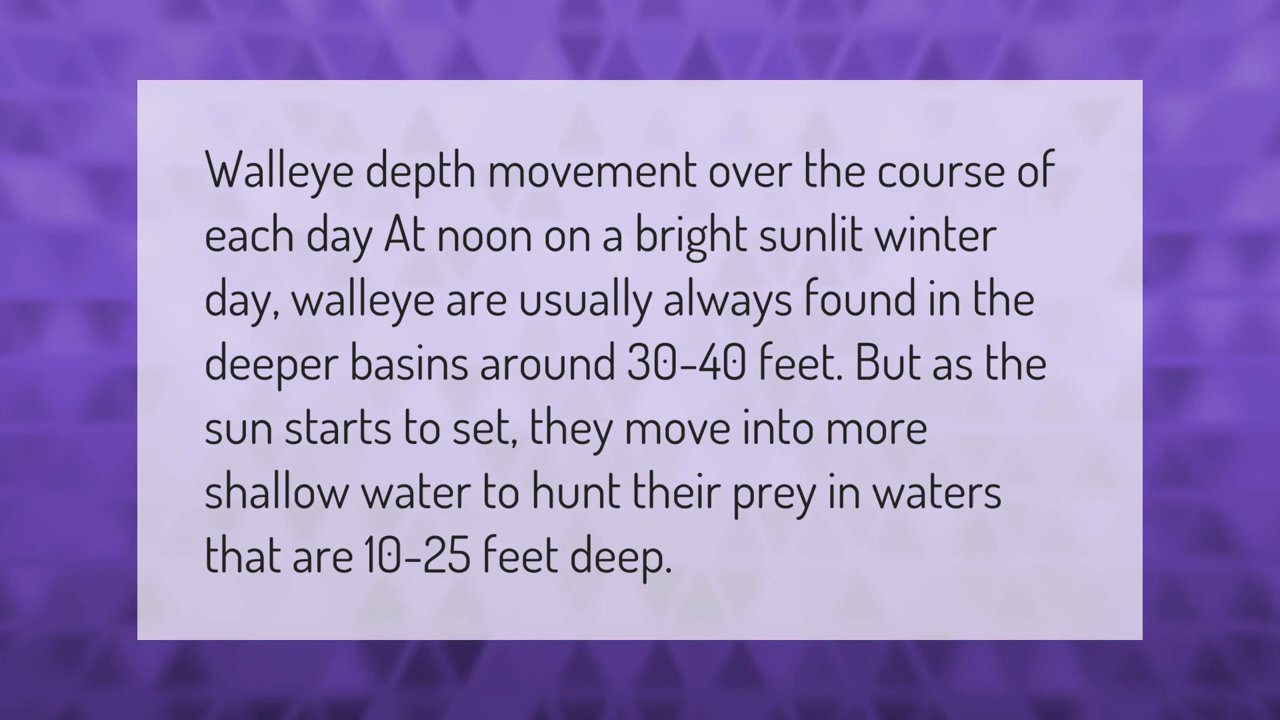 Walleye depth movement over the course of
each day At noon on a bright sunlit winter
day, walleye are usually always found in the
deeper basins around 30-40 feet. But as the
sun starts to set, they move into more
shallow water to hunt their prey in waters
that are 10-25 feet deep.